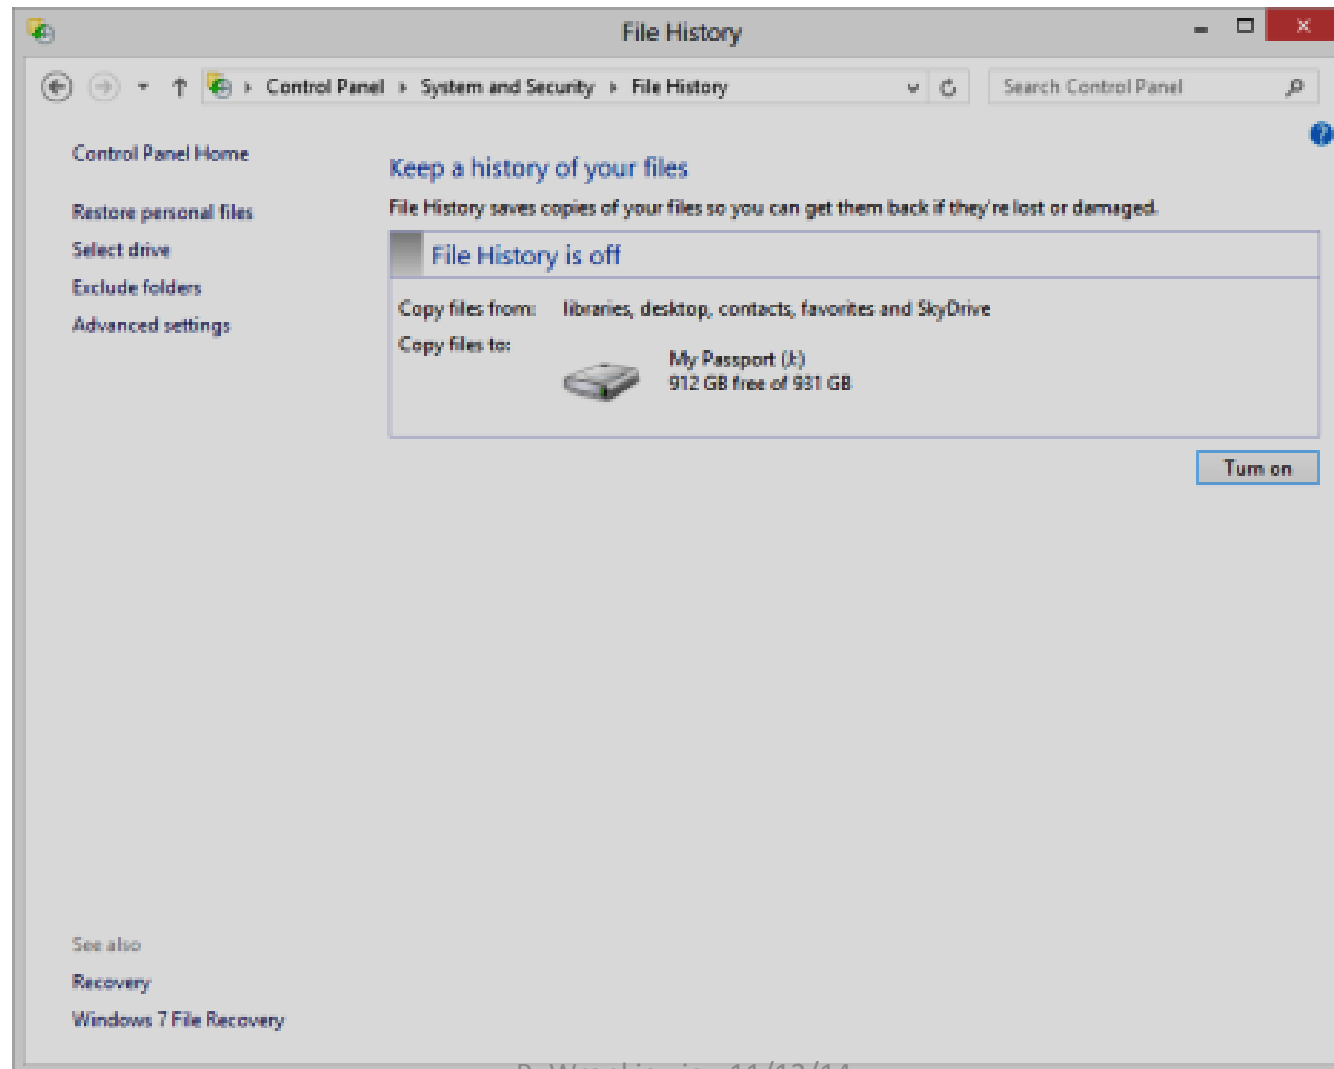 File History
Control Panel System and Security File History
Search Control Panel
Control Panel Home
Restore personal files
Select drive
Exclude folders
Advanced settings
Keep a history of your files
File History saves copies of your files so you can get them back if they're lost or damaged.
File History is off
Copy files from: libraries, desktop, contacts, favorites and SkyDrive
Copy files to:
My Passport (J:)
912 GB free of 931 GB
Turn on
See also
Recovery
Windows 7 File Recovery
11/12/14